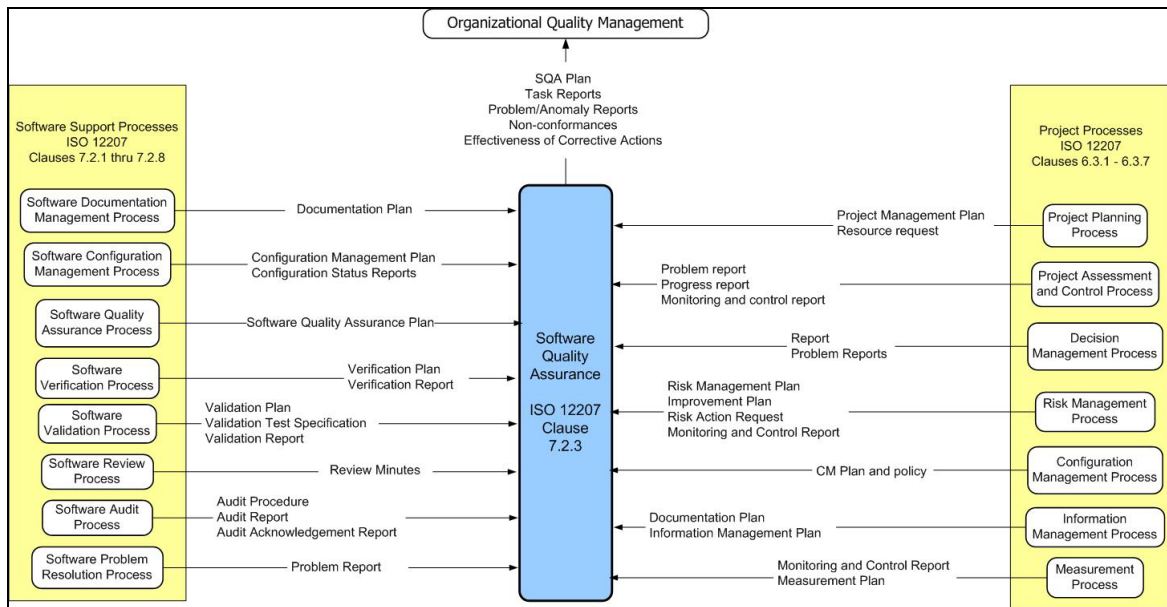 Organizational Quality Management
SQA Plan
Task Reports
Problem/Anomaly Reports
Non-conformances
Effectiveness of Corrective Actions
Software Support Processes
ISO 12207
Clauses 7.2.1 thru 7.2.8
Software Documentation
Management Process
Documentation Plan
Software Configuration
Management Process
Configuration Management Plan
Configuration Status Reports
Software Quality
Assurance Process
Software Quality Assurance Plan
Software
Verification Process
Verification Plan
Verification Report
Software
Validation Process
Validation Plan
Validation Test Specification
Validation Report
Software Review
Process
Review Minutes
Software Audit
Process
Audit Procedure
Audit Report
Audit Acknowledgement Report
Software Problem
Resolution Process
Problem Report
Software
Quality
Assurance
ISO 12207
Clause
7.2.3
Project Processes
ISO 12207
Clauses 6.3.1 - 6.3.7
Project Management Plan
Resource request
Project Planning
Process
Problem report
Progress report
Monitoring and control report
Project Assessment
and Control Process
Report
Problem Reports
Decision
Management Process
Risk Management Plan
Improvement Plan
Risk Action Request
Monitoring and Control Report
Risk Management
Process
CM Plan and policy
Configuration
Management Process
Documentation Plan
Information Management Plan
Information
Management Process
Monitoring and Control Report
Measurement Plan
Measurement
Process